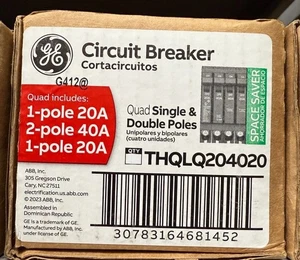 GE
Circuit Breaker
Cortacircuitos
G412@
Quad includes:
1-pole 20A
2-pole 40A
1-pole 20A
Quad Single &
Double Poles
Unipolares y bipolares
(cuatro unidades)
SPACE SAVER
AHORRADOR DE ESPACIO
QTY
THQLQ204020
ABB, Inc.
305 Gregson Drive
Cary, NC 27511
electrification.us.abb.com
© 2023 ABB, Inc.
Assembled in
Dominican Republic
GE is a trademark of GE.
Manufactured by ABB, Inc.
under license of GE.
30783164681452